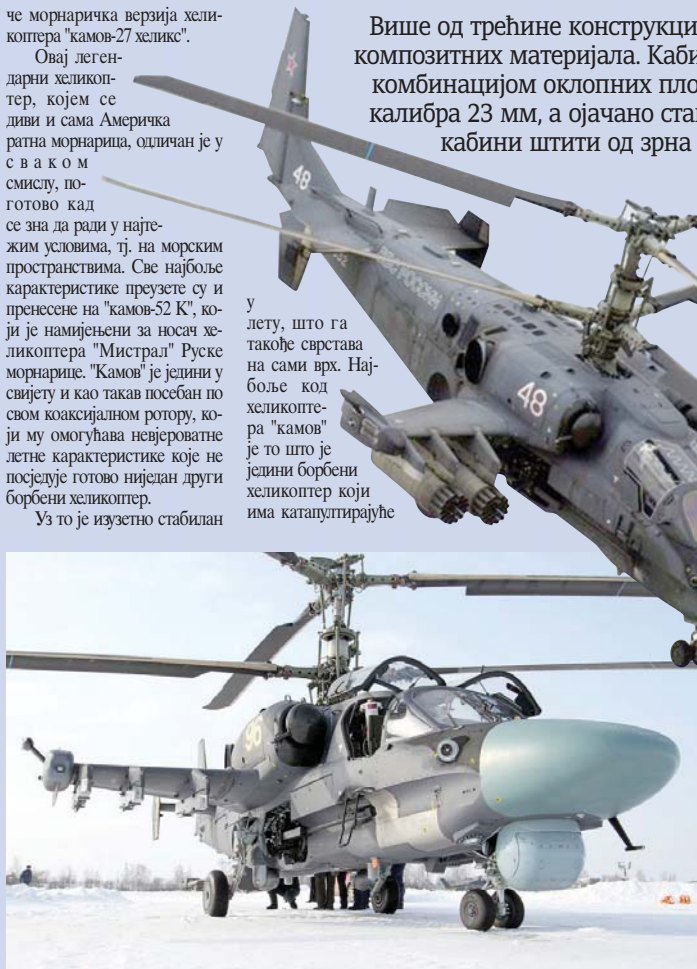 че морнаричка верзија хели-
коптера "камов-27 хеликс".
Овај леген-
дарни хеликоп-
тер, којем се
диви и сама Америчка
ратна морнарица, одличан је у
сваком
смислу, по-
готово кад
се зна да ради у најте-
жим условима, тј. на морским
пространствима. Све најбоље
карактеристике преузете су и
пренесене на "камов-52 К", ко-
ји је намијењени за носач хе-
ликоптера "Мистрал" Руске
морнарице. "Камов" је једини у
свијету и као такав посебан по
свом коаксијалном ротору, ко-
ји му омогућава невјероватне
летне карактеристике које не
посједује готово ниједан други
борбени хеликоптер.
Уз то је изузетно стабилан
у
лету, што га
такође сврстава
на сами врх. Нај-
боље код
хеликопте-
ра "камов"
је то што је
једини борбени
хеликоптер који
има катапултирајуће
Више од трећине конструкци
композитних материјала. Каби
комбинацијом оклопних пло
калибра 23 мм, а ојачано ста
кабини штити од зрна
48
48
96